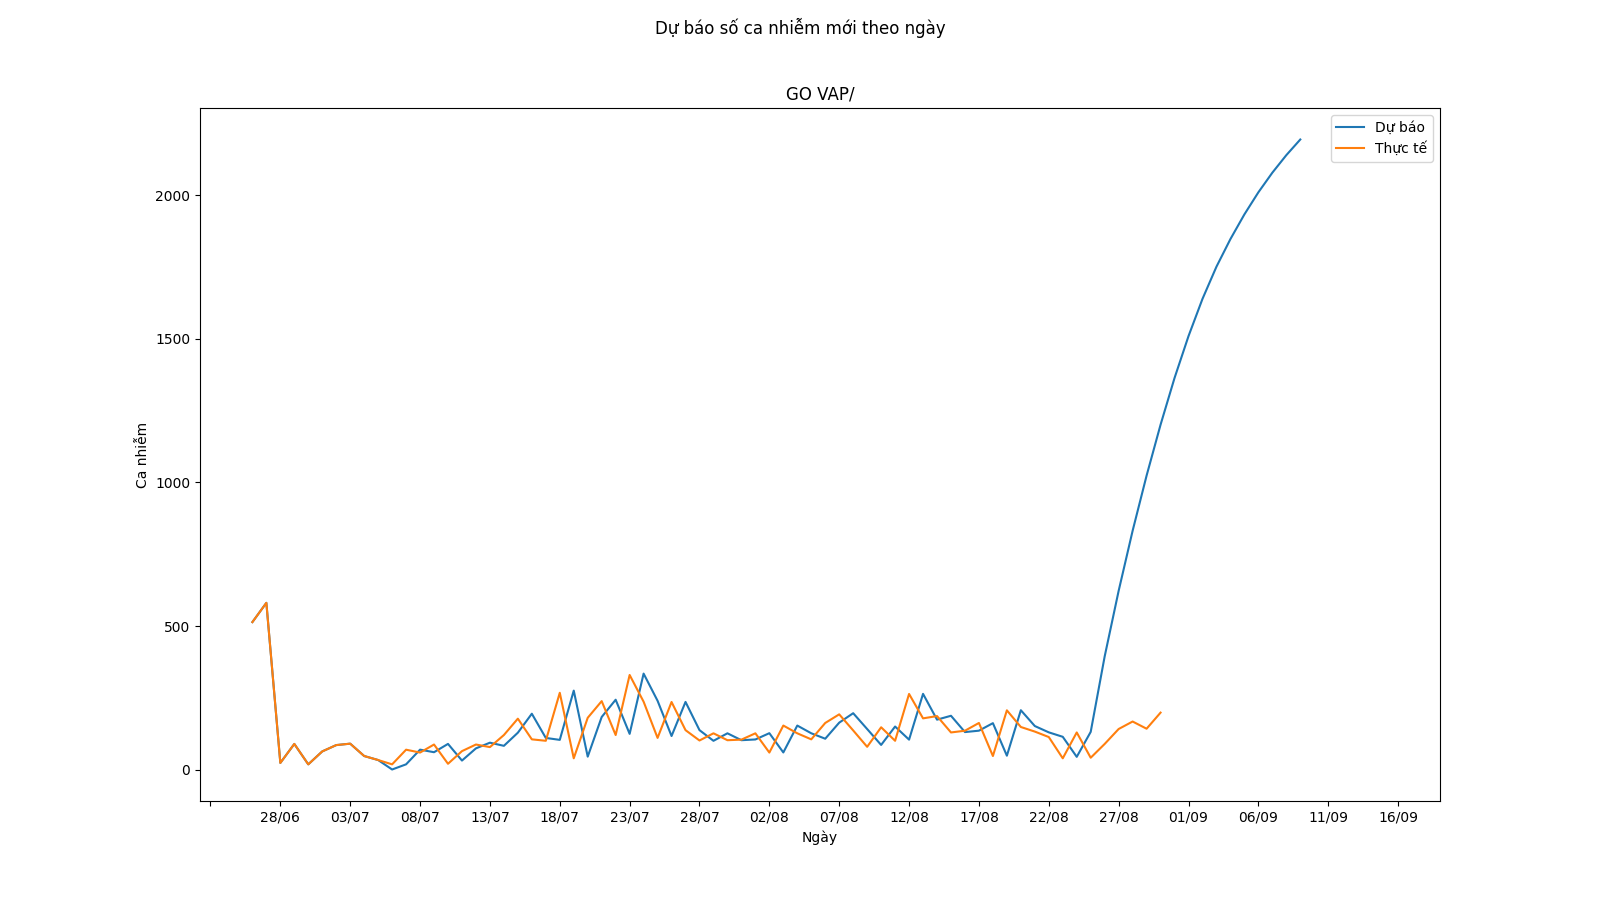 Dự báo số ca nhiễm mới theo ngày
GO VAP/
Dự báo
Thực tế
2000
1500
1000
500
0
Ca nhiễm
28/06 03/07 08/07 13/07 18/07 23/07 28/07 02/08 07/08 12/08 17/08 22/08 27/08 01/09 06/09 11/09 16/09
Ngày